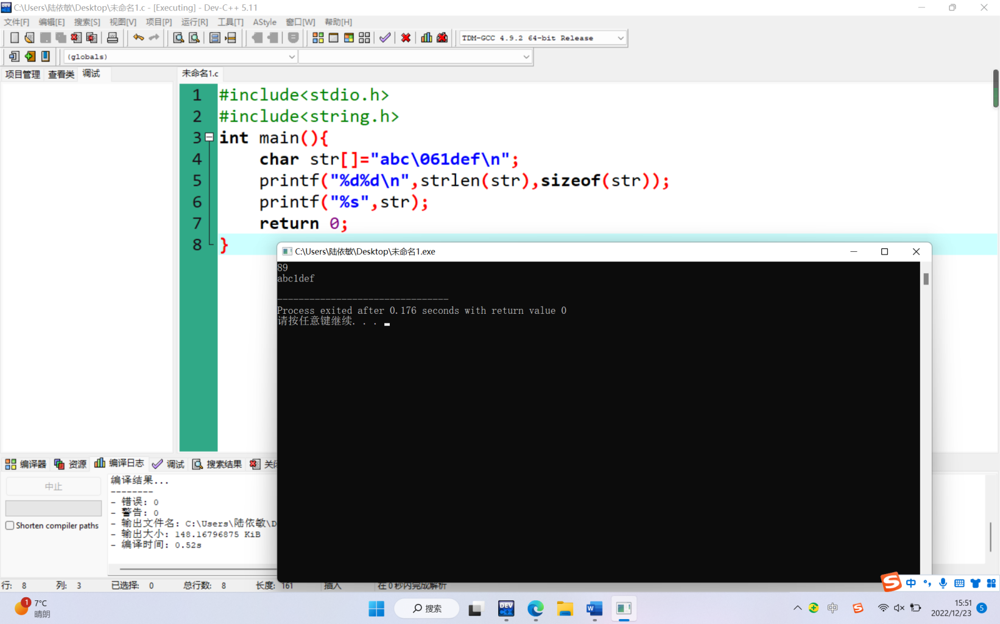 C:\Users\陆依敏\Desktop\未命名1.c - [Executing] - Dev-C++ 5.11
文件[F] 编辑[E] 搜索[S] 视图[V] 项目[P] 运行[R] 工具[T] AStyle 窗口[W] 帮助[H]
TDM-GCC 4.9.2 64-bit Release
(globals)
项目管理 查看类 调试
未命名1.c
1 #include<stdio.h>
2 #include<string.h>
3 int main(){
4 char str[]="abc\061def\n";
5 printf("%d%d\n",strlen(str),sizeof(str));
6 printf("%s",str);
7 return 0;
8 }
C:\Users\陆依敏\Desktop\未命名1.exe
89
abc1def
--------------------------------
Process exited after 0.176 seconds with return value 0
请按任意键继续. . .
编译器 资源 编译日志 调试 搜索结果
中止
Shorten compiler paths
编译结果...
--------
- 错误: 0
- 警告: 0
- 输出文件名: C:\Users\陆依敏\D
- 输出大小: 148.16796875 KiB
- 编译时间: 0.52s
行: 8 列: 3 已选择: 0 总行数: 8 长度: 161 插入 在 0 秒内完成解析
中
1
7°C
晴朗
搜索
DEV
中
15:51
2022/12/23
5